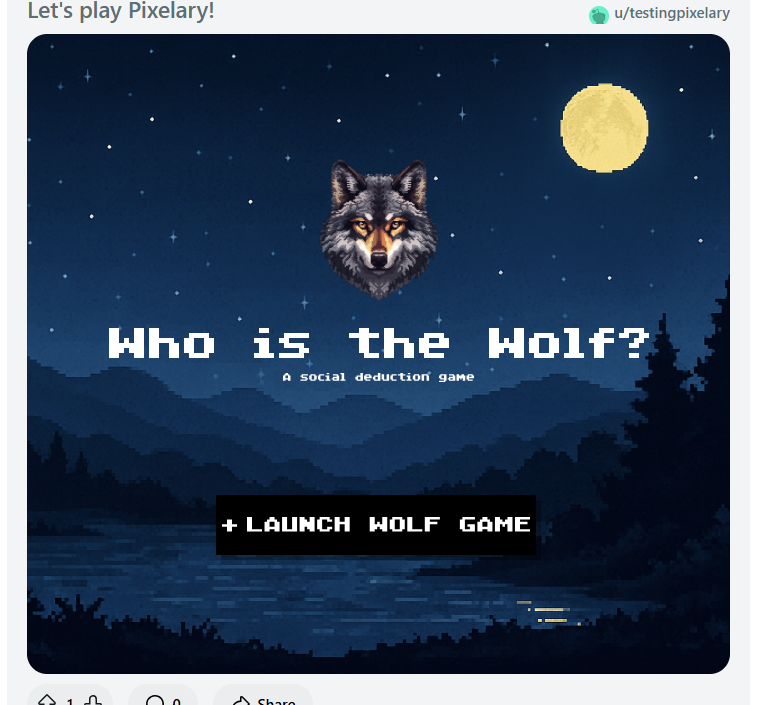 Let's play Pixelary!
u/testingpixelary
Who is the Wolf?
A social deduction game
+ LAUNCH WOLF GAME
1
0
Share